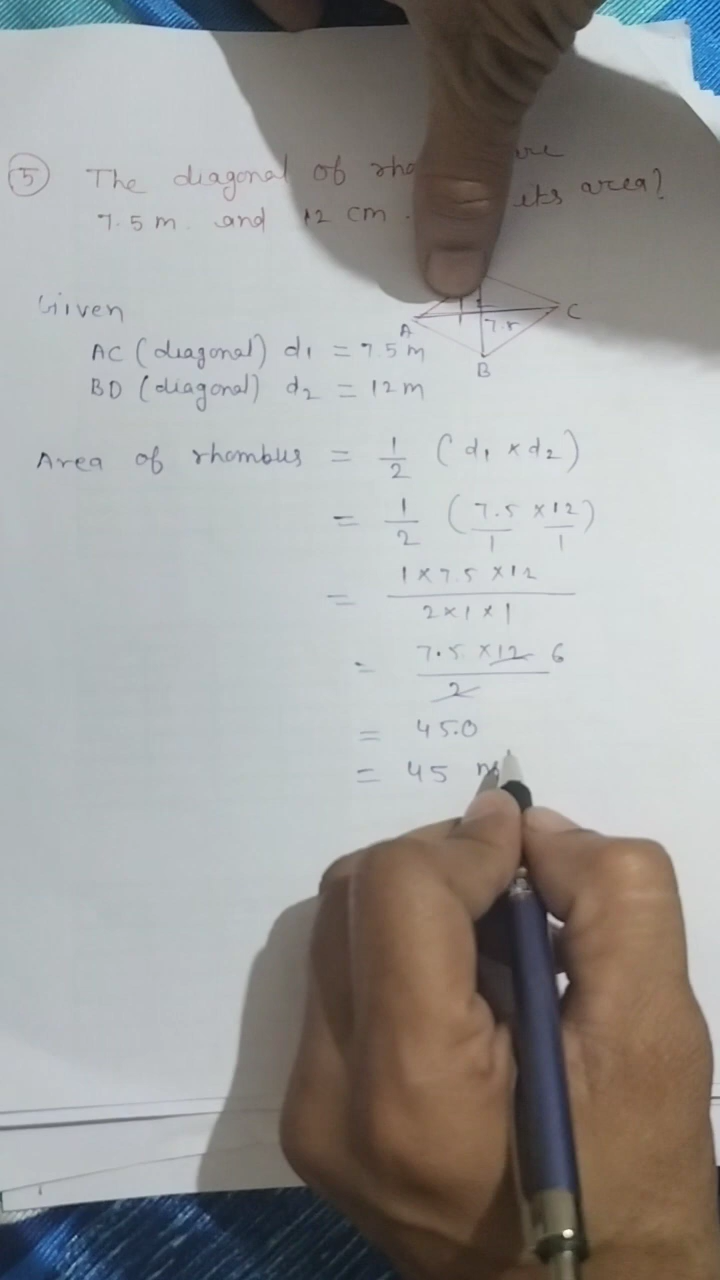 5 The diagonal of
7.5 m. and 12 cm. its area?
Given
A C
7.5
B
AC (diagonal) d1 = 7.5 m
BD (diagonal) d2 = 12 m
Area of rhombus = 1/2 (d1 × d2)
= 1/2 (7.5/1 × 12/1)
= 1 × 7.5 × 12 / 2 × 1 × 1
= 7.5 × 12 6 / 2
= 45.0
= 45 m